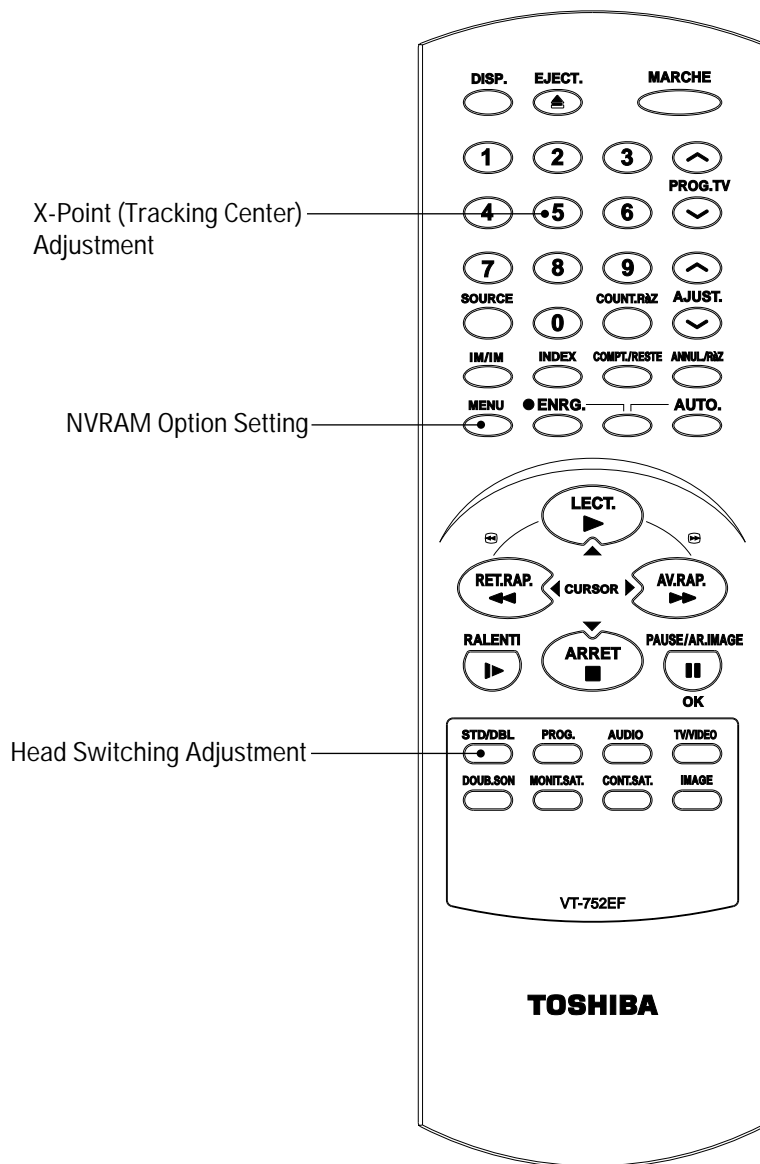 DISP. EJECT. MARCHE
1 2 3
PROG.TV
X-Point (Tracking Center)
Adjustment
4 5 6
7 8 9
SOURCE COUNT.RàZ AJUST.
0
IM/IM INDEX COMPT./RESTE ANNUL./RàZ
NVRAM Option Setting
MENU ENRG. AUTO.
LECT.
RET.RAP. CURSOR AV.RAP.
RALENTI ARRET PAUSE/AR.IMAGE
OK
Head Switching Adjustment
STD/DBL PROG. AUDIO TV/VIDEO
DOUB.SON MONIT.SAT. CONT.SAT. IMAGE
VT-752EF
TOSHIBA